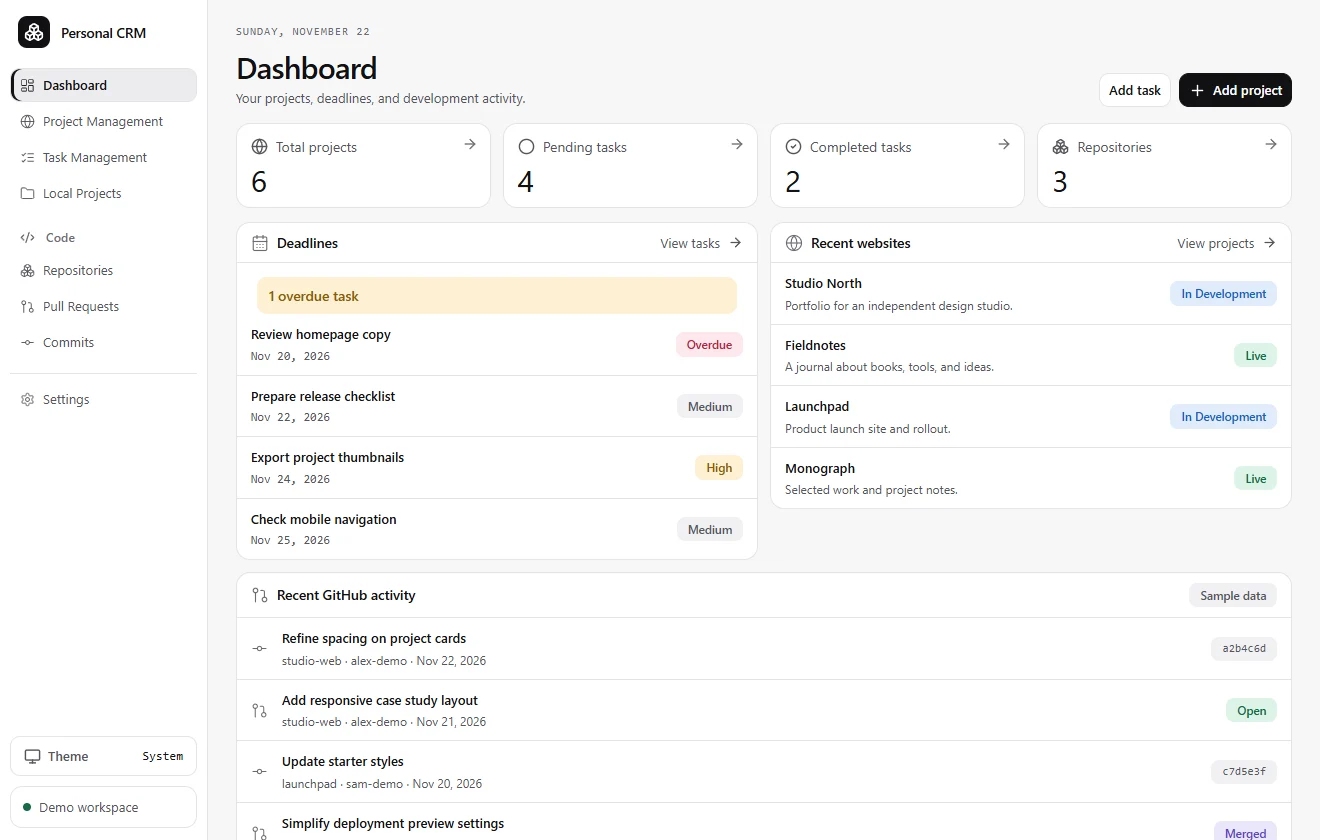 Personal CRM
Dashboard
Project Management
Task Management
Local Projects
Code
Repositories
Pull Requests
Commits
Settings
Theme System
Demo workspace
SUNDAY, NOVEMBER 22
Dashboard
Your projects, deadlines, and development activity.
Add task
Add project
Total projects
6
Pending tasks
4
Completed tasks
2
Repositories
3
Deadlines
View tasks
1 overdue task
Review homepage copy
Nov 20, 2026
Overdue
Prepare release checklist
Nov 22, 2026
Medium
Export project thumbnails
Nov 24, 2026
High
Check mobile navigation
Nov 25, 2026
Medium
Recent websites
View projects
Studio North
Portfolio for an independent design studio.
In Development
Fieldnotes
A journal about books, tools, and ideas.
Live
Launchpad
Product launch site and rollout.
In Development
Monograph
Selected work and project notes.
Live
Recent GitHub activity
Sample data
Refine spacing on project cards
studio-web · alex-demo · Nov 22, 2026
a2b4c6d
Add responsive case study layout
studio-web · alex-demo · Nov 21, 2026
Open
Update starter styles
launchpad · sam-demo · Nov 20, 2026
c7d5e3f
Simplify deployment preview settings
Merged